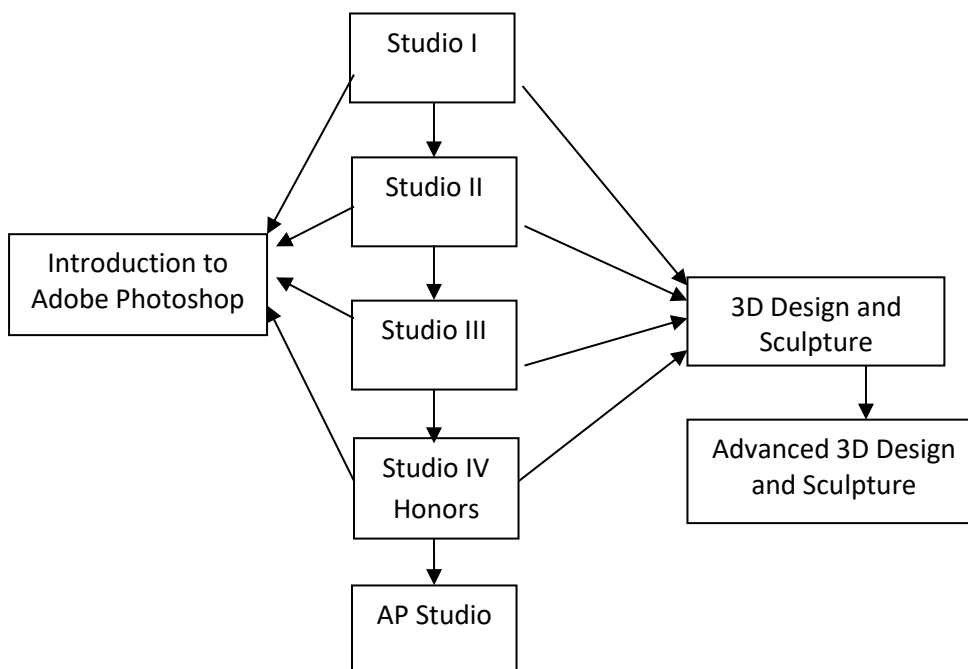 Studio I
Studio II
Introduction to
Adobe Photoshop
Studio III
3D Design and
Sculpture
Studio IV
Honors
Advanced 3D Design
and Sculpture
AP Studio